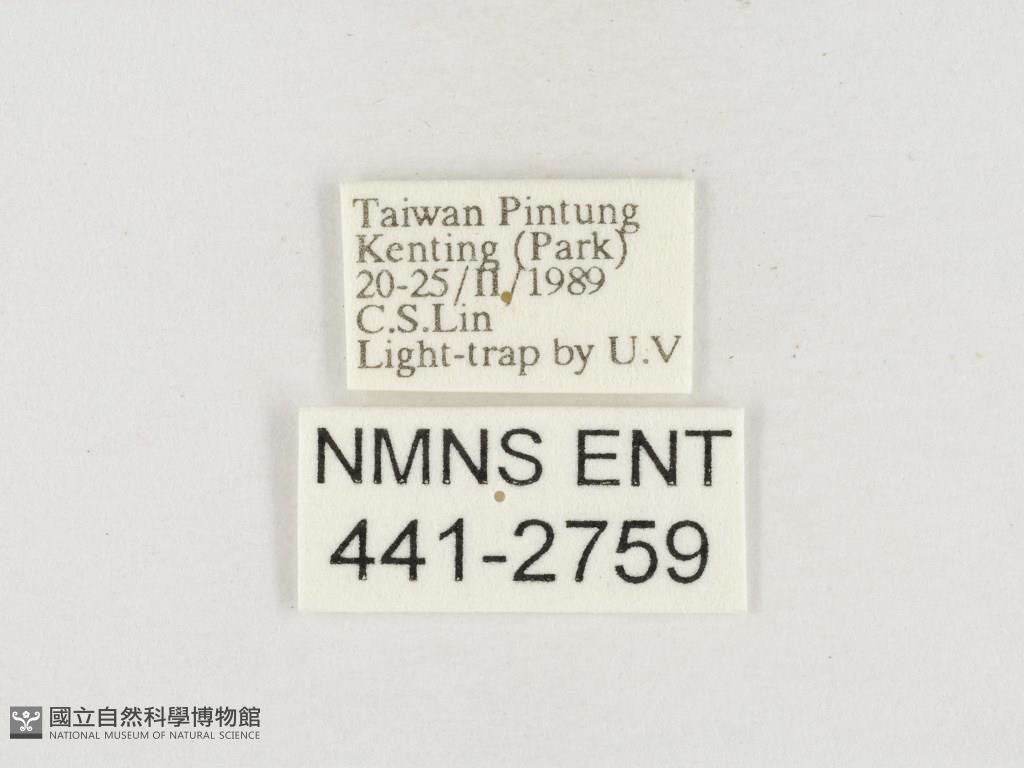 Taiwan Pintung
Kenting (Park)
20-25/II/1989
C.S.Lin
Light-trap by U.V
NMNS ENT
441-2759
國立自然科學博物館
NATIONAL MUSEUM OF NATURAL SCIENCE